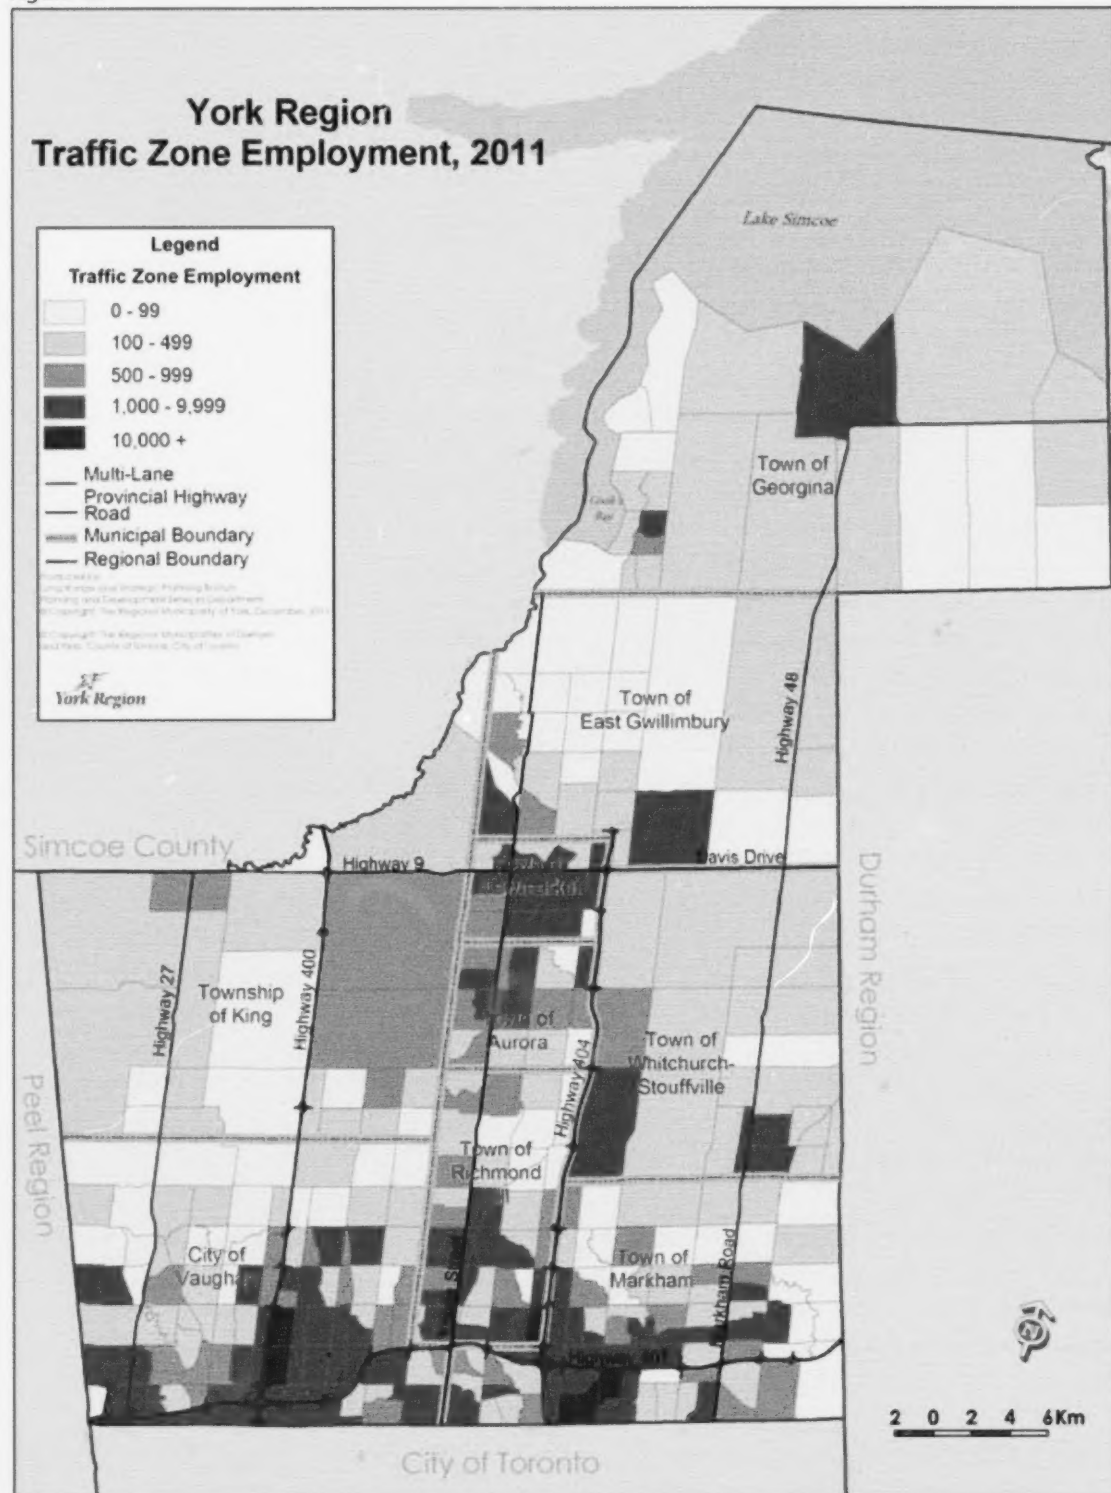 York Region
Traffic Zone Employment, 2011
Legend
Traffic Zone Employment
0 - 99
100 - 499
500 - 999
1,000 - 9,999
10,000 +
Multi-Lane
Provincial Highway
Road
Municipal Boundary
Regional Boundary
York Region
Lake Simcoe
Town of
Georgina
Town of
East Gwillimbury
Highway 48
Simcoe County
Highway 9
Davis Drive
Durham Region
Highway 27
Township
of King
Highway 400
Town of
Aurora
Highway 404
Town of
Whitchurch-
Stouffville
Peel Region
Town of
Richmond
City of
Vaughan
Town of
Markham
Markham Road
Highway
City of Toronto
2 0 2 4 6 Km